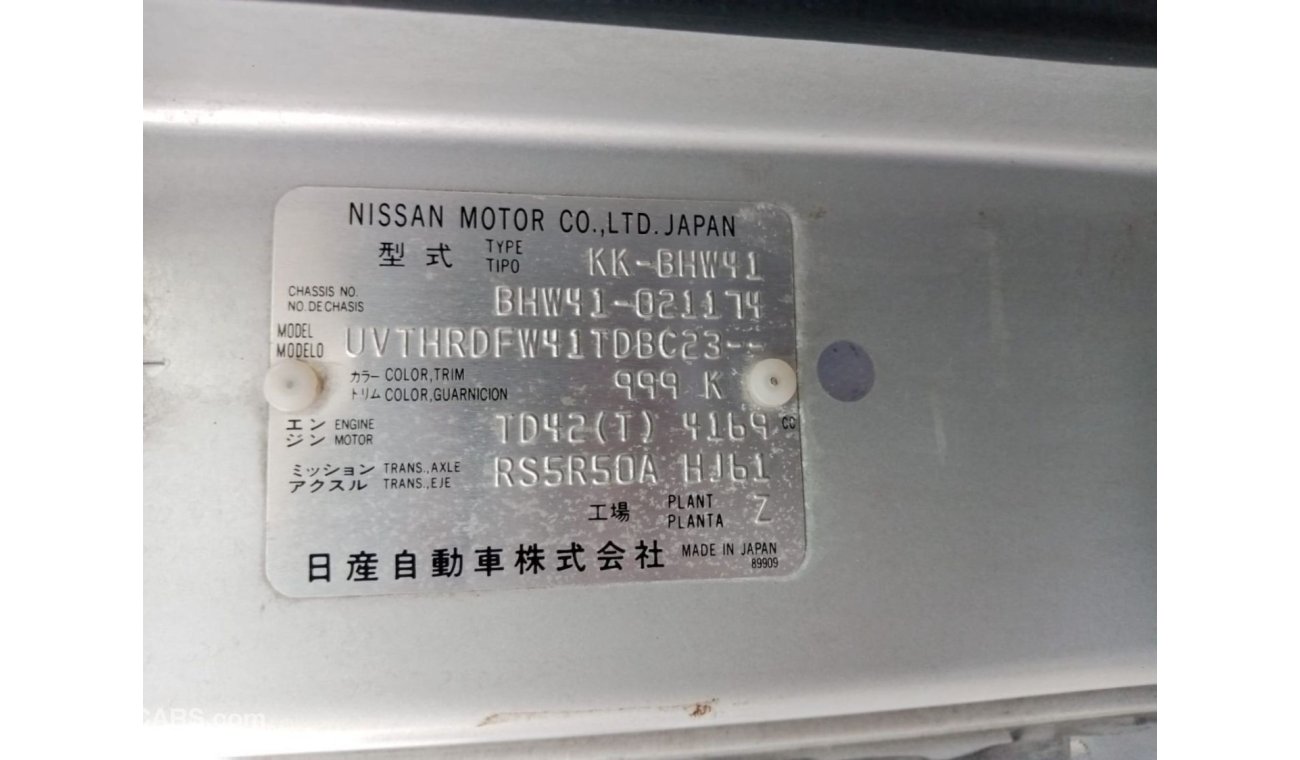 NISSAN MOTOR CO.,LTD. JAPAN
型式 TYPE TIPO KK-BHW41
CHASSIS NO. NO. DE CHASIS BHW41-021174
MODEL MODELO UVTHRDFW41TDBC23--
カラー COLOR,TRIM トリム COLOR,GUARNICION 999 K
エンジン ENGINE MOTOR TD42(T) 4169 CC
ミッション TRANS.,AXLE アクスル TRANS.,EJE RS5R50A HJ61
工場 PLANT PLANTA Z
日産自動車株式会社 MADE IN JAPAN
89909
CARS.com